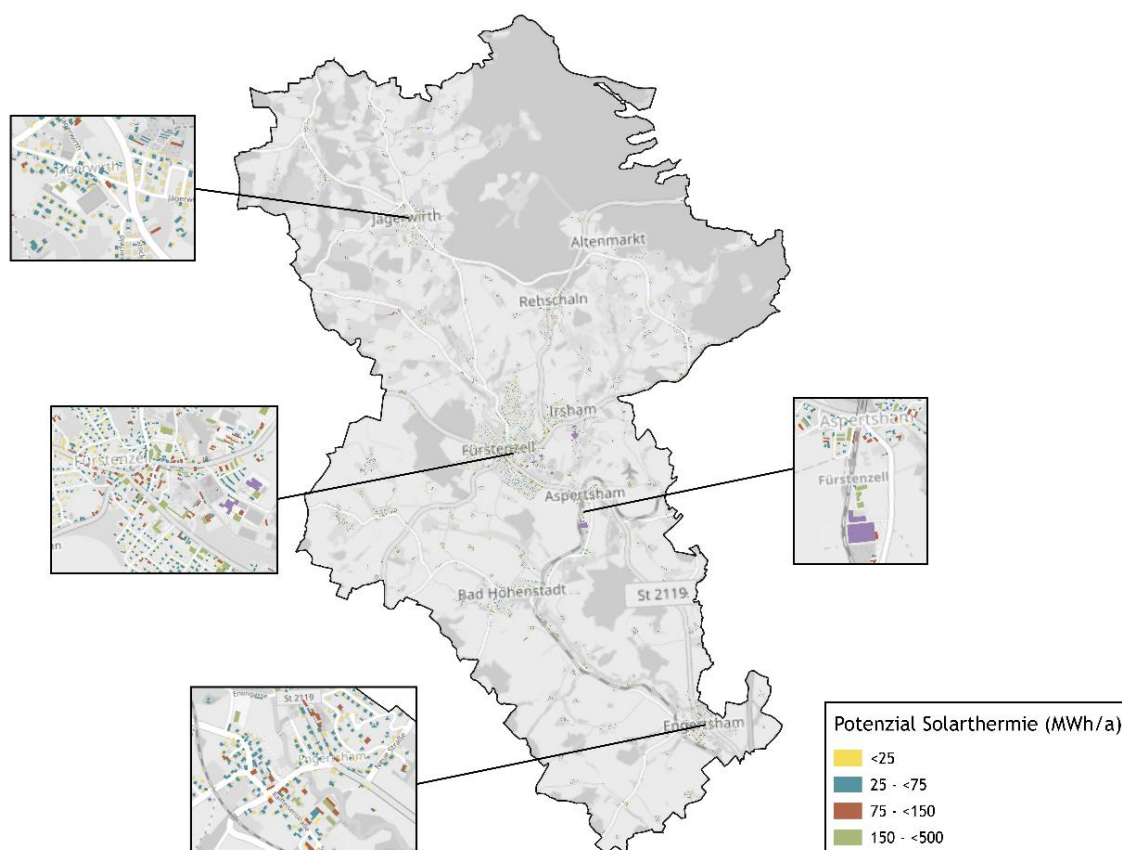 Jägerwirth
Jägerwirth
Altenmarkt
Rehschaln
Irsham
Fürstenzell
Fürstenzell
Aspertsham
Aspertsham
Fürstenzell
Bad Höhenstadt
St 2119
St 2119
Engertsham
Engertsham
Potenzial Solarthermie (MWh/a)
<25
25 - <75
75 - <150
150 - <500